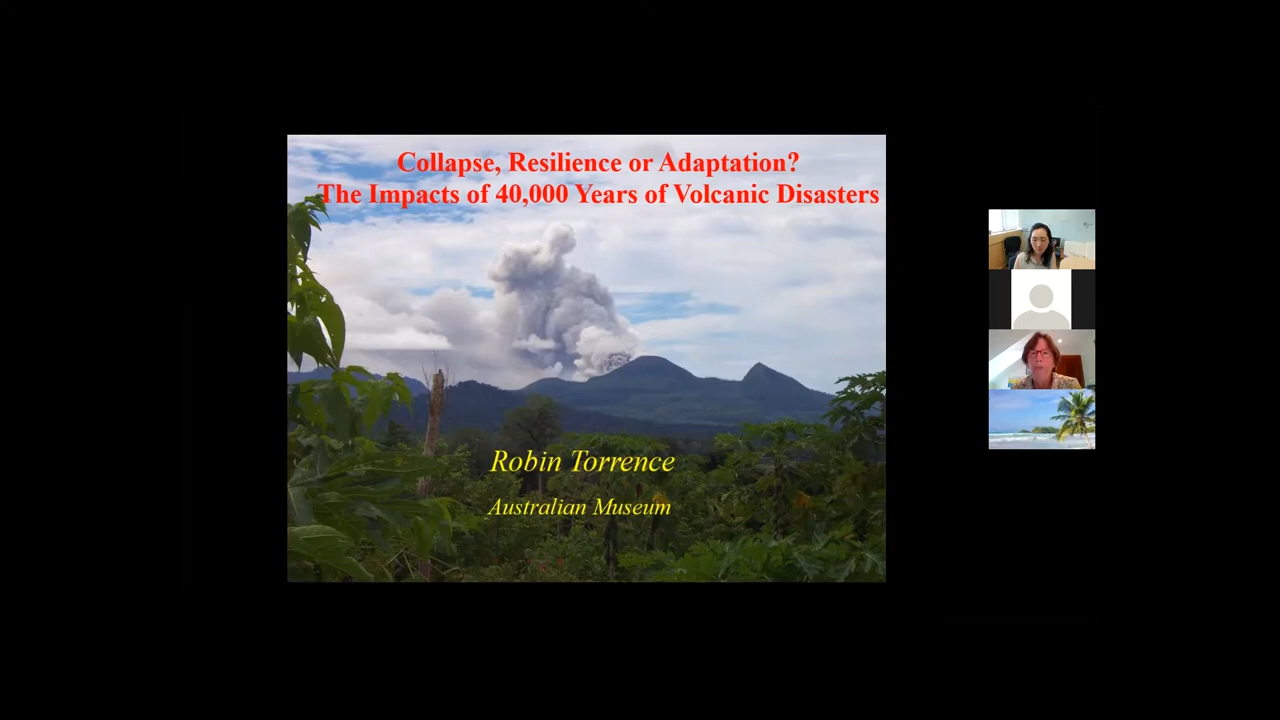 Collapse, Resilience or Adaptation?
The Impacts of 40,000 Years of Volcanic Disasters
Robin Torrence
Australian Museum